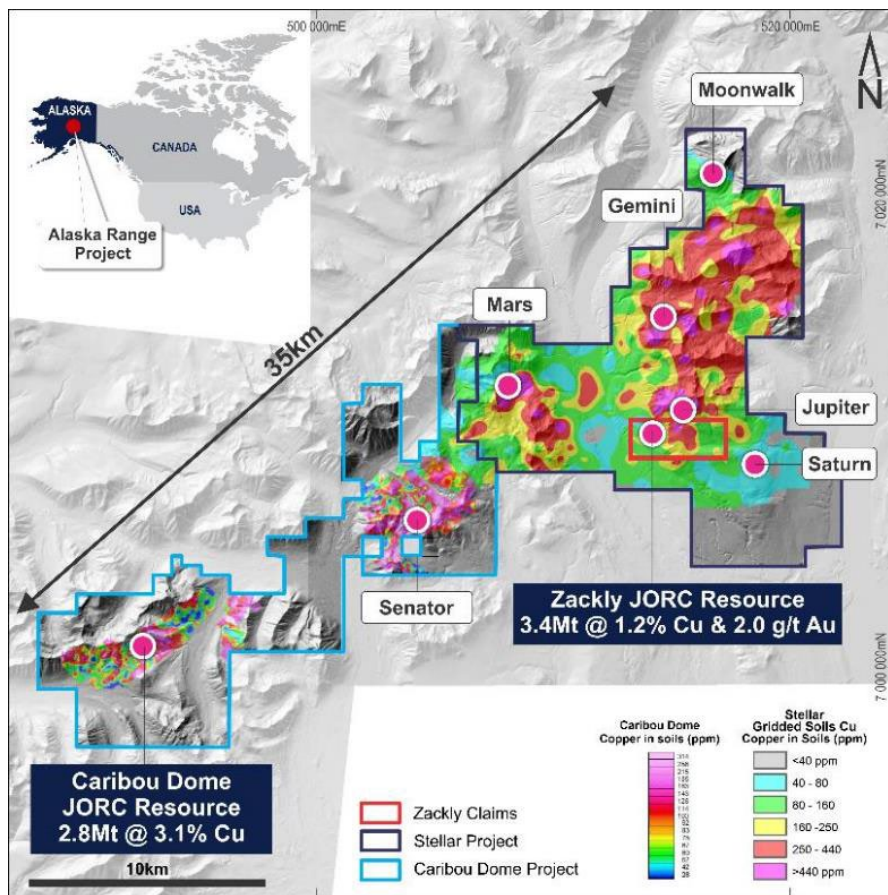 500 000mE
520 000mE
ALASKA
CANADA
USA
Alaska Range
Project
N
Moonwalk
7 020 000mN
Gemini
Mars
35km
Jupiter
Saturn
Senator
Zackly JORC Resource
3.4Mt @ 1.2% Cu & 2.0 g/t Au
7 000 000mN
Caribou Dome
JORC Resource
2.8Mt @ 3.1% Cu
10km
Zackly Claims
Stellar Project
Caribou Dome Project
Caribou Dome
Copper in soils (ppm)
Stellar
Gridded Soils Cu
Copper in Soils (ppm)
<40 ppm
40 - 80
80 - 160
160 - 250
250 - 440
>440 ppm